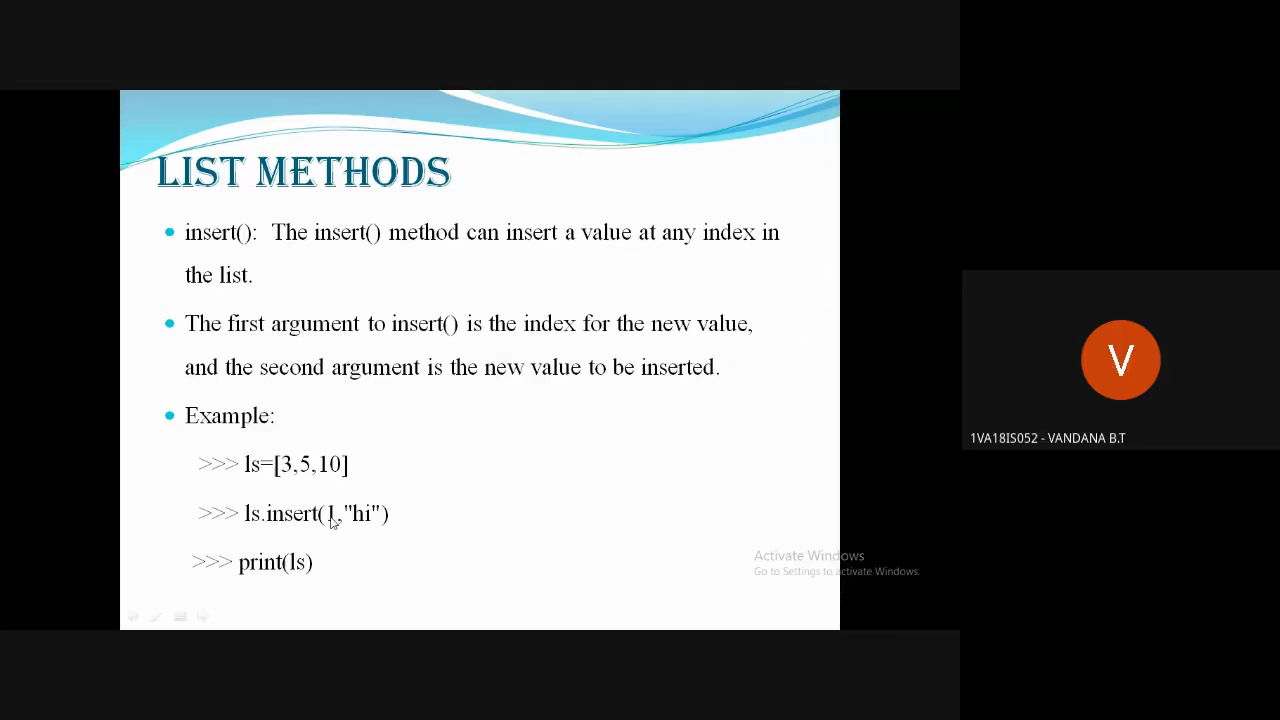 LIST METHODS
insert(): The insert() method can insert a value at any index in
the list.
The first argument to insert() is the index for the new value,
and the second argument is the new value to be inserted.
Example:
>>> ls=[3,5,10]
>>> ls.insert(1,"hi")
>>> print(ls)
Activate Windows
Go to Settings to activate Windows.
V
1VA18IS052 - VANDANA B.T